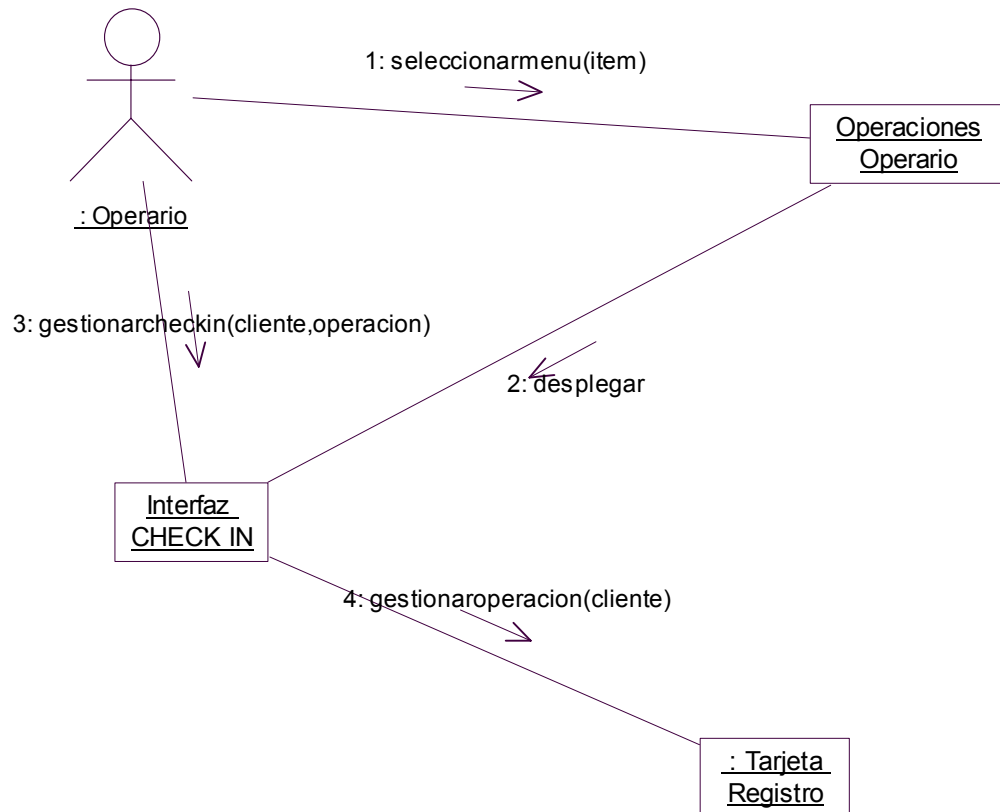 1: seleccionarmenu(item)
Operaciones
Operario
: Operario
3: gestionarcheckin(cliente,operacion)
2: desplegar
Interfaz
CHECK IN
4: gestionaroperacion(cliente)
: Tarjeta
Registro